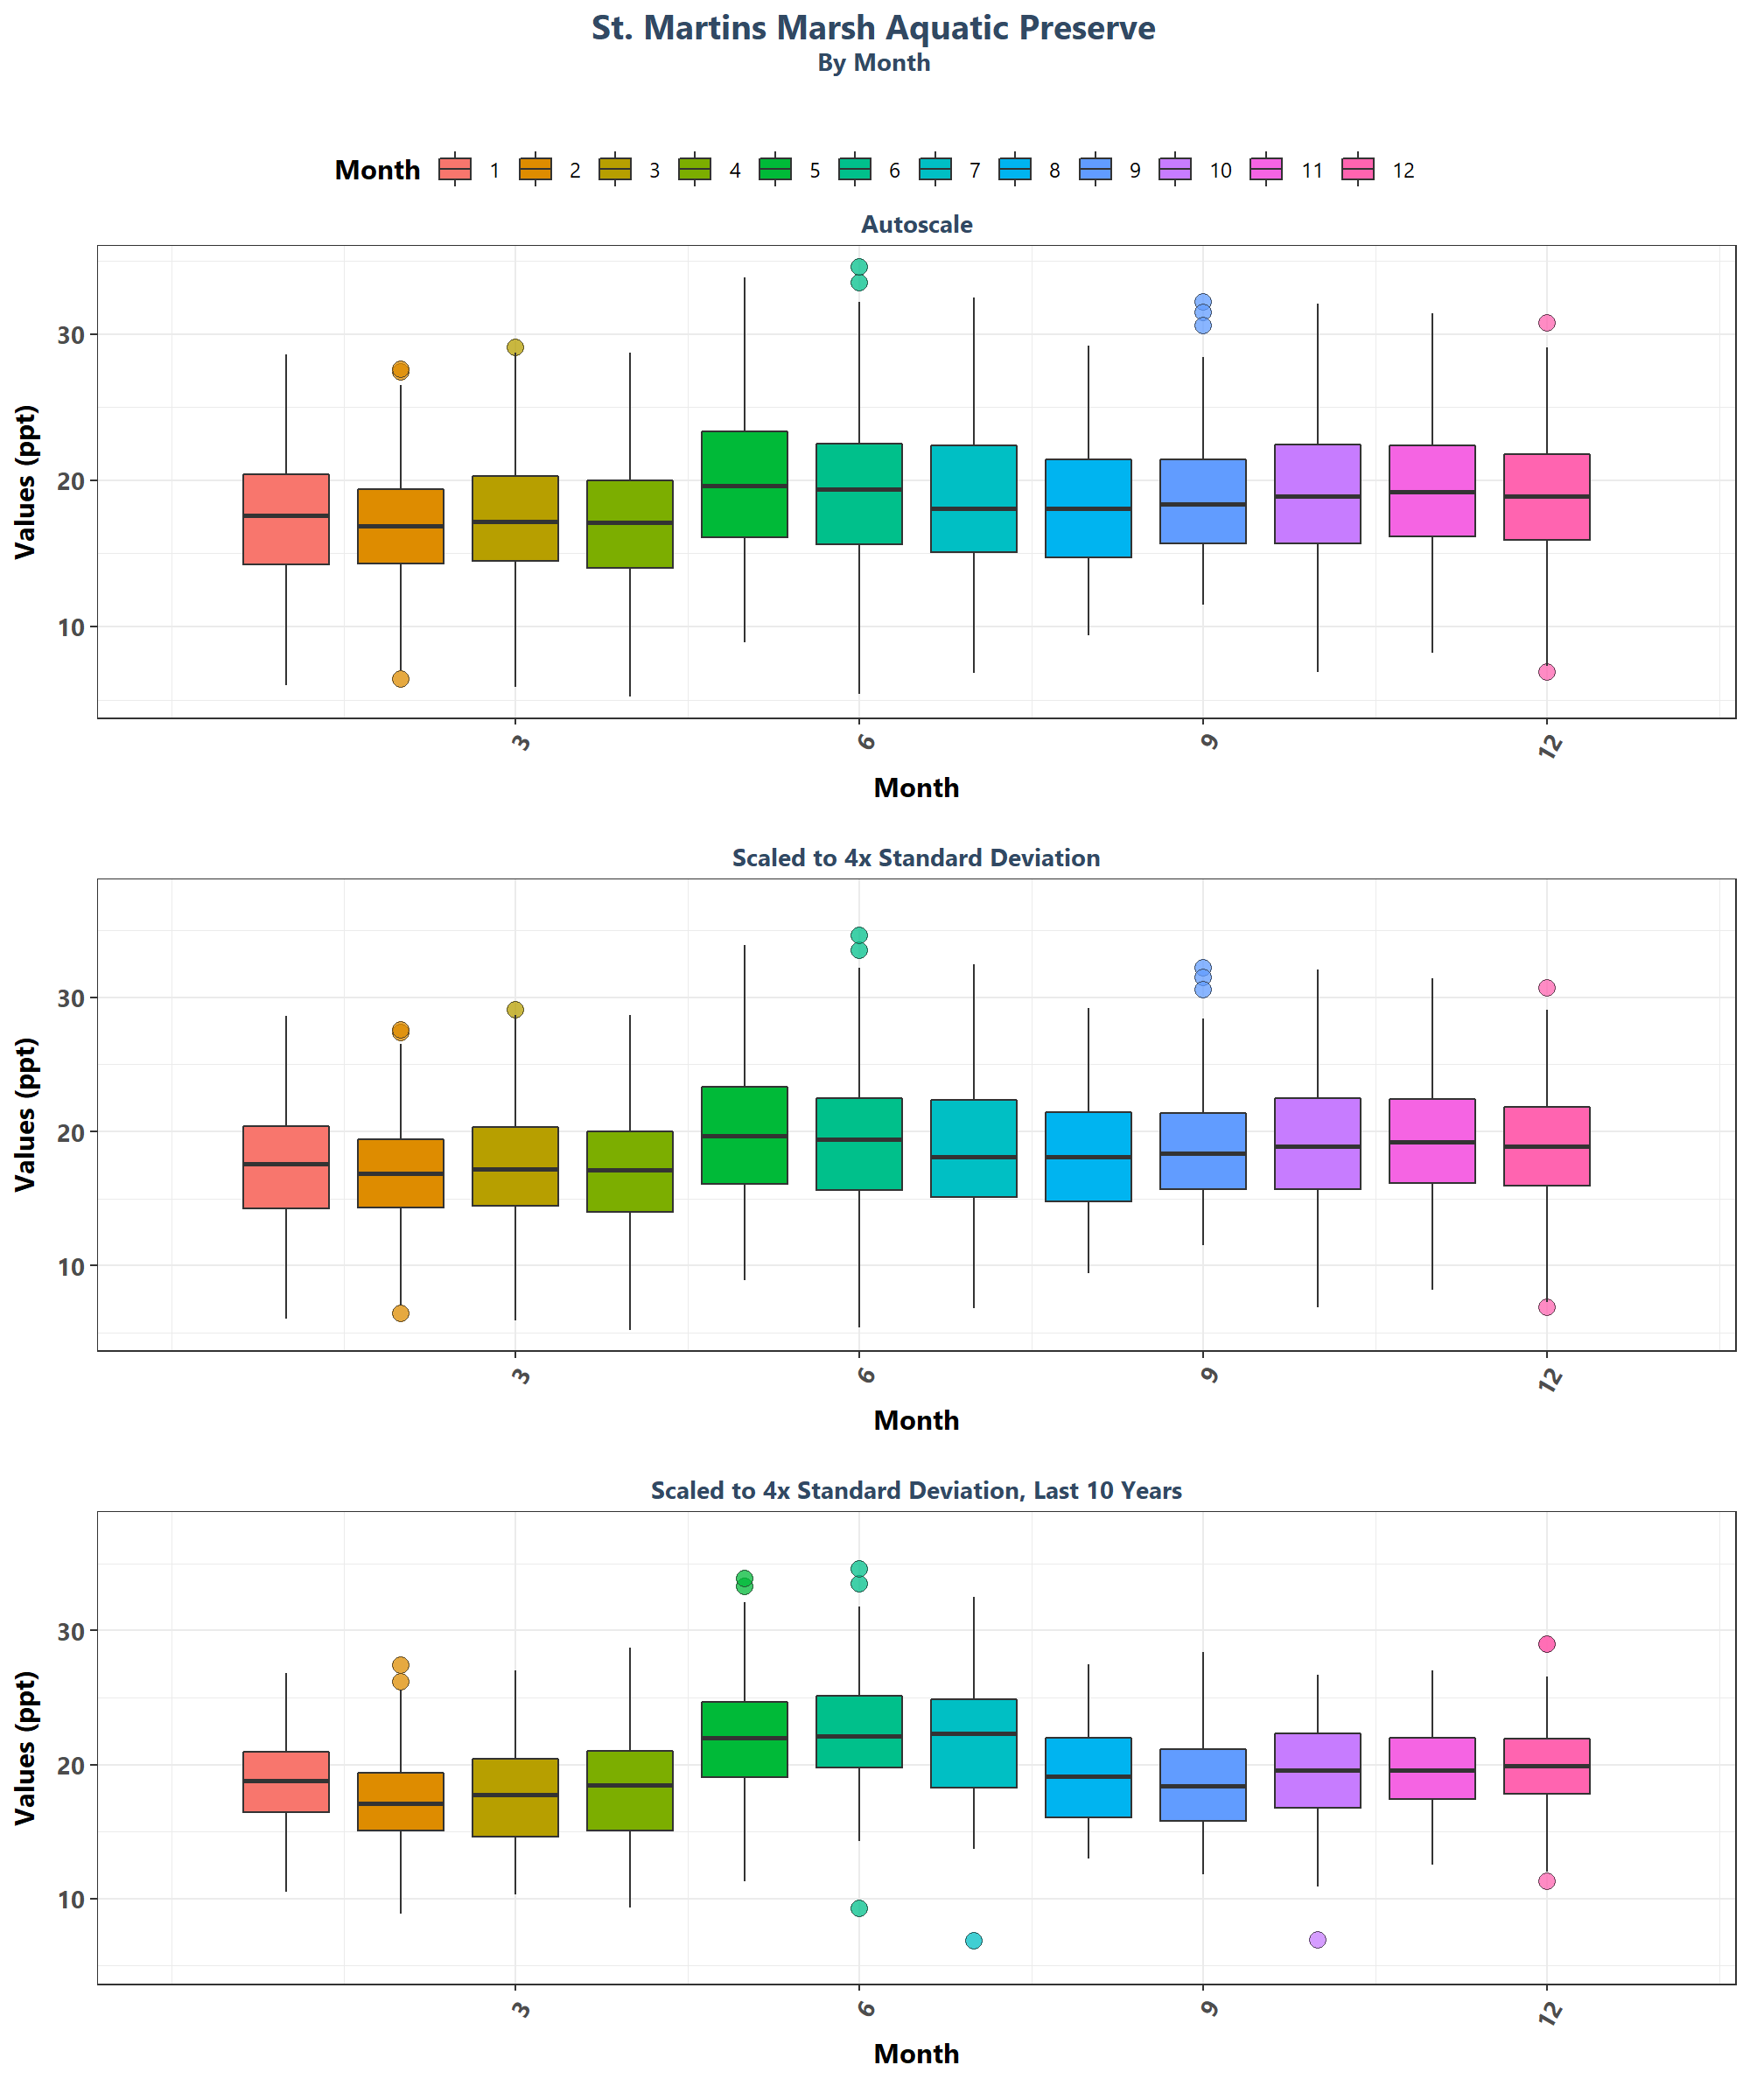 St. Martins Marsh Aquatic Preserve
By Month
Month 1 2 3 4 5 6 7 8 9 10 11 12
Autoscale
Values (ppt)
30
20
10
3 6 9 12
Month
Scaled to 4x Standard Deviation
Values (ppt)
30
20
10
3 6 9 12
Month
Scaled to 4x Standard Deviation, Last 10 Years
Values (ppt)
30
20
10
3 6 9 12
Month